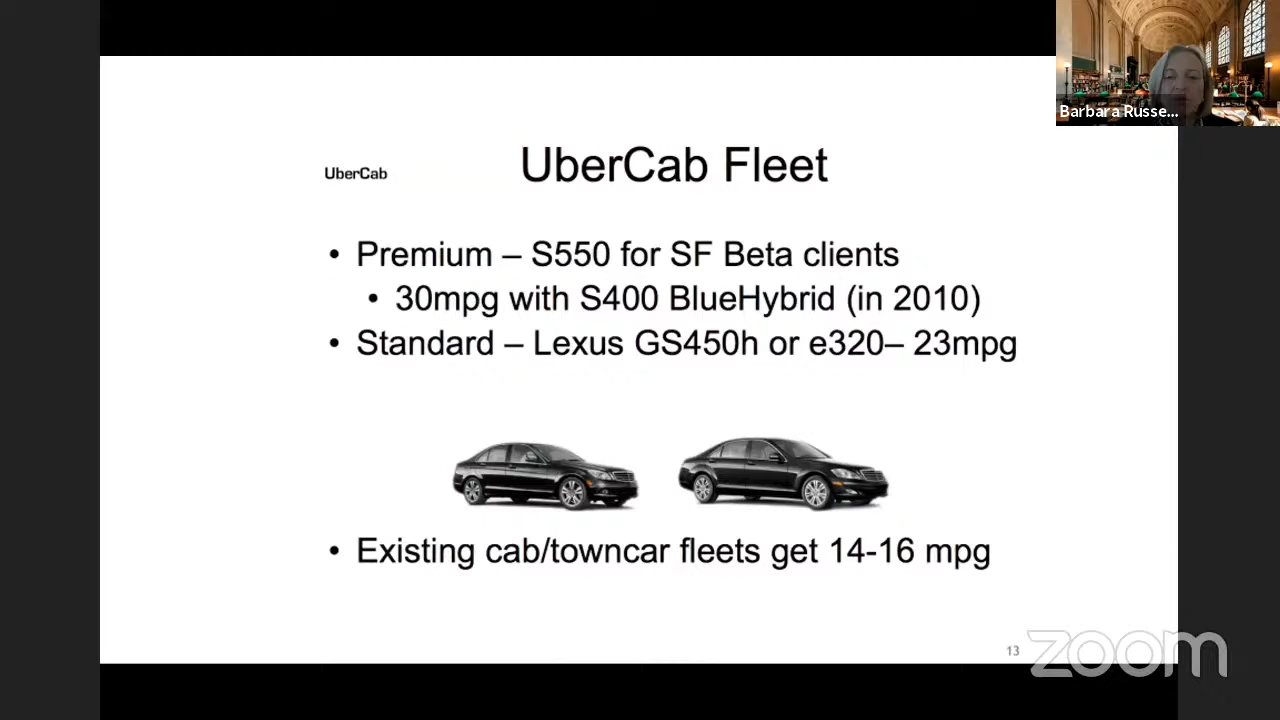 Barbara Russe...
UberCab
UberCab Fleet
• Premium – S550 for SF Beta clients
• 30mpg with S400 BlueHybrid (in 2010)
• Standard – Lexus GS450h or e320– 23mpg
• Existing cab/towncar fleets get 14-16 mpg
13
zoom